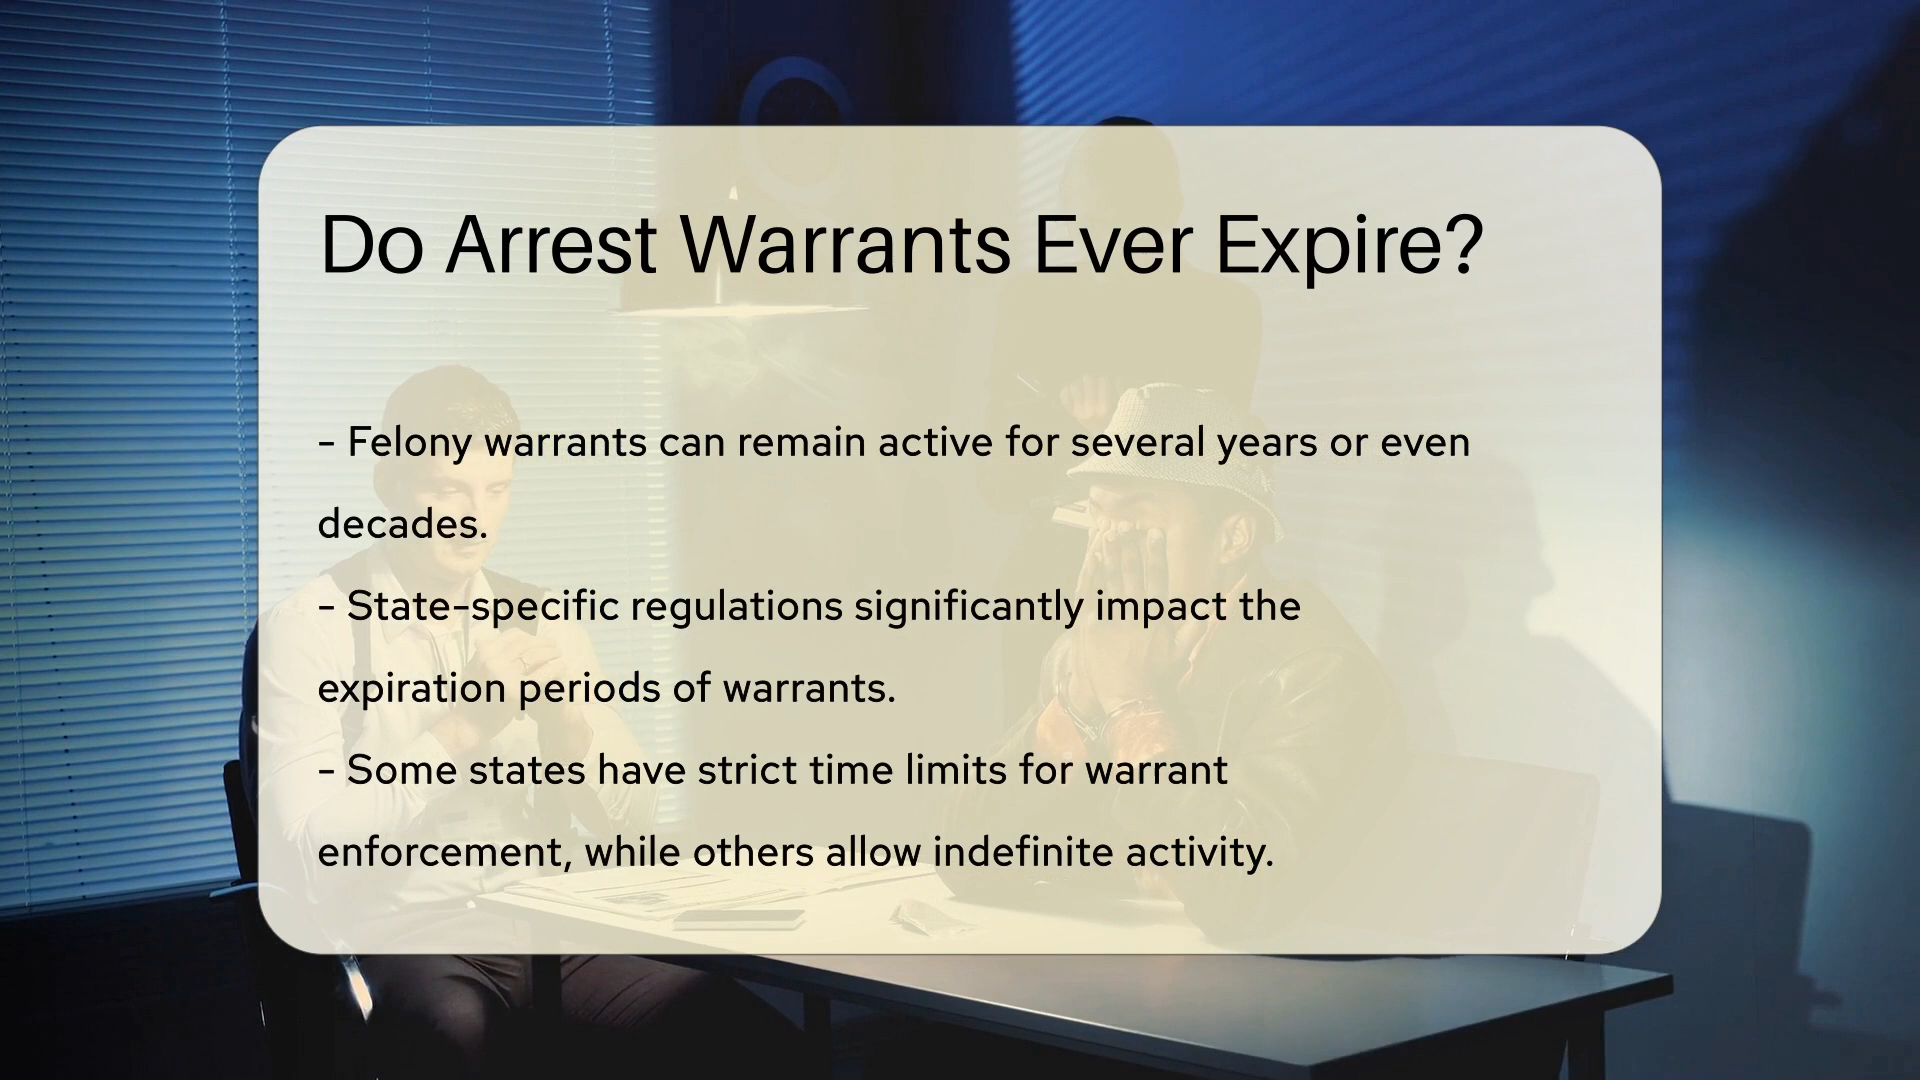 Do Arrest Warrants Ever Expire?
- Felony warrants can remain active for several years or even
decades.
- State-specific regulations significantly impact the
expiration periods of warrants.
- Some states have strict time limits for warrant
enforcement, while others allow indefinite activity.